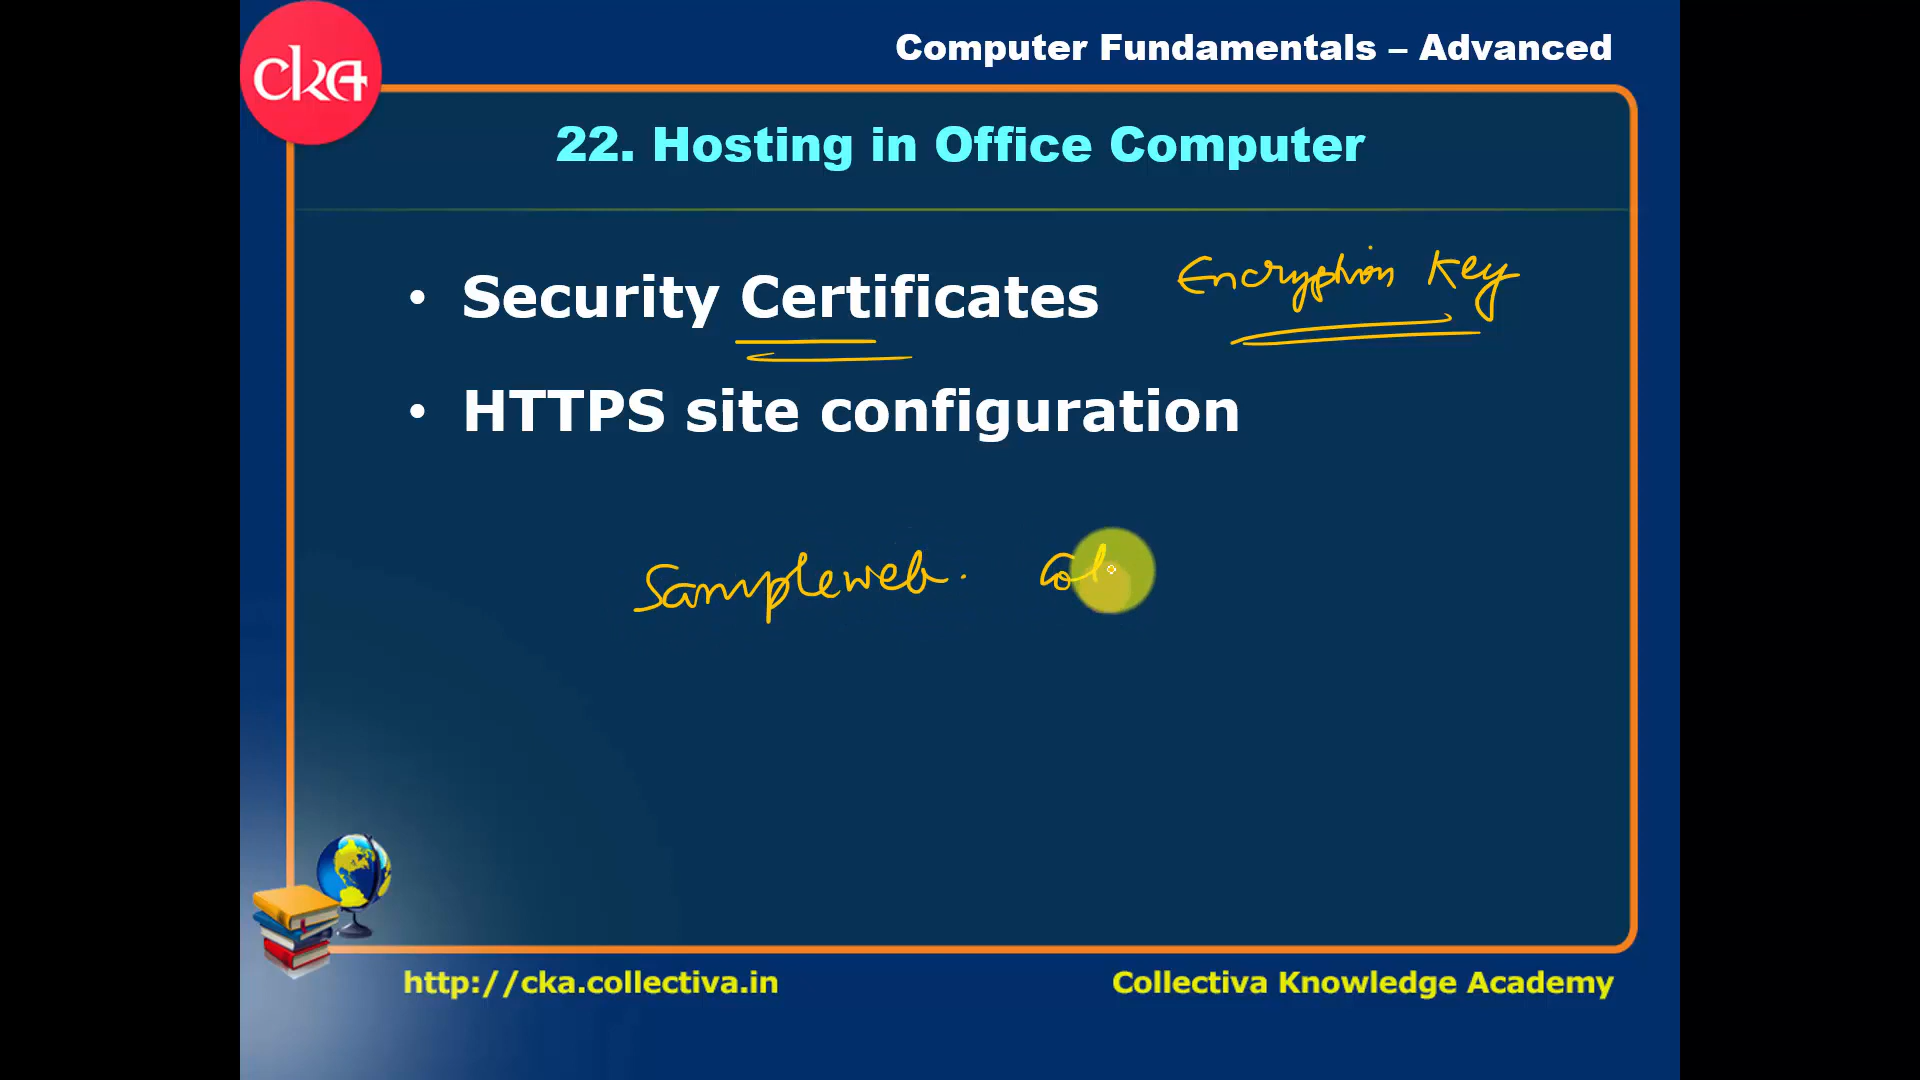 cka
Computer Fundamentals – Advanced
22. Hosting in Office Computer
• Security Certificates
Encryption Key
• HTTPS site configuration
Sampleweb. Col
http://cka.collectiva.in
Collectiva Knowledge Academy